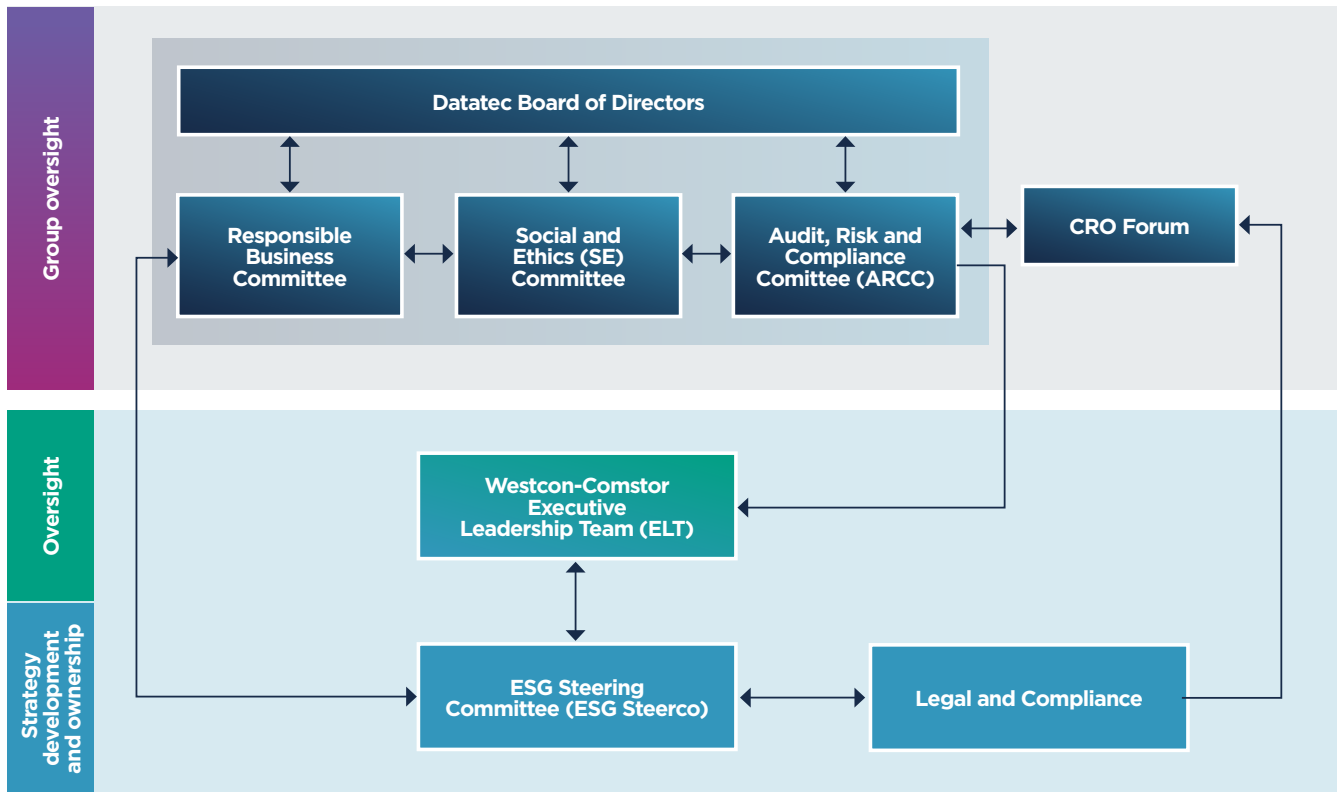 Group oversight
Datatec Board of Directors
Responsible
Business
Committee
Social and
Ethics (SE)
Committee
Audit, Risk and
Compliance
Comittee (ARCC)
CRO Forum
Oversight
Westcon-Comstor
Executive
Leadership Team (ELT)
Strategy
development
and ownership
ESG Steering
Committee (ESG Steerco)
Legal and Compliance